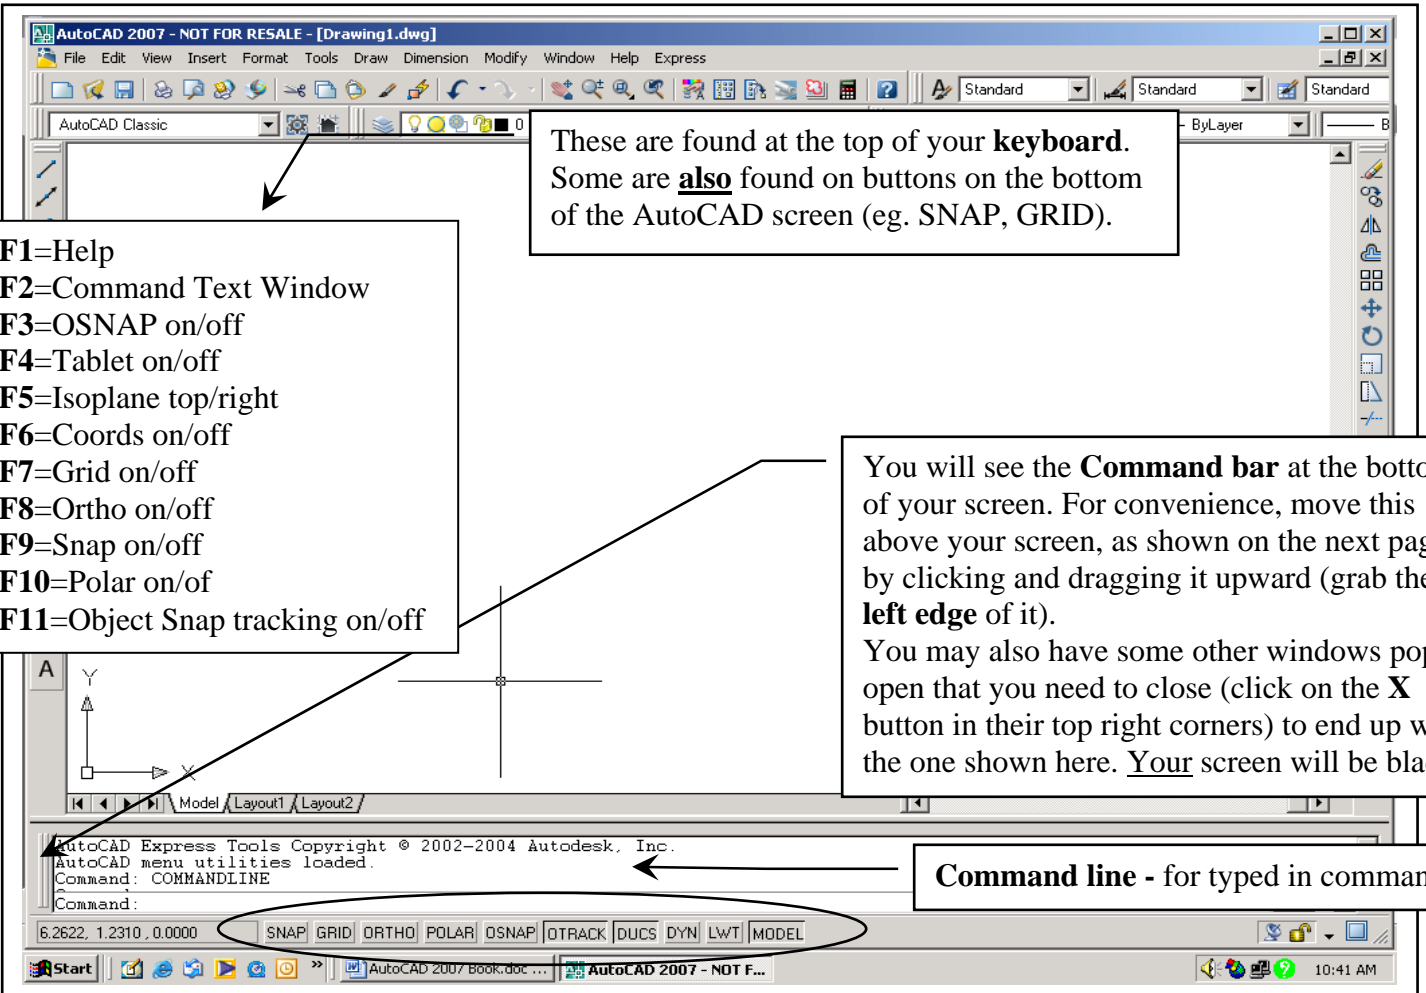 AutoCAD 2007 - NOT FOR RESALE - [Drawing1.dwg]
File Edit View Insert Format Tools Draw Dimension Modify Window Help Express
Standard Standard Standard
AutoCAD Classic 0 ByLayer B
These are found at the top of your keyboard.
Some are also found on buttons on the bottom
of the AutoCAD screen (eg. SNAP, GRID).
F1=Help
F2=Command Text Window
F3=OSNAP on/off
F4=Tablet on/off
F5=Isoplane top/right
F6=Coords on/off
F7=Grid on/off
F8=Ortho on/off
F9=Snap on/off
F10=Polar on/of
F11=Object Snap tracking on/off
You will see the Command bar at the botto
of your screen. For convenience, move this
above your screen, as shown on the next pag
by clicking and dragging it upward (grab the
left edge of it).
You may also have some other windows pop
open that you need to close (click on the X
button in their top right corners) to end up w
the one shown here. Your screen will be blac
A
Y
X
Model Layout1 Layout2
AutoCAD Express Tools Copyright © 2002-2004 Autodesk, Inc.
AutoCAD menu utilities loaded.
Command: COMMANDLINE
Command:
Command line - for typed in comman
6.2622, 1.2310 , 0.0000 SNAP GRID ORTHO POLAR OSNAP OTRACK DUCS DYN LWT MODEL
Start » AutoCAD 2007 Book.doc ... AutoCAD 2007 - NOT F... 10:41 AM